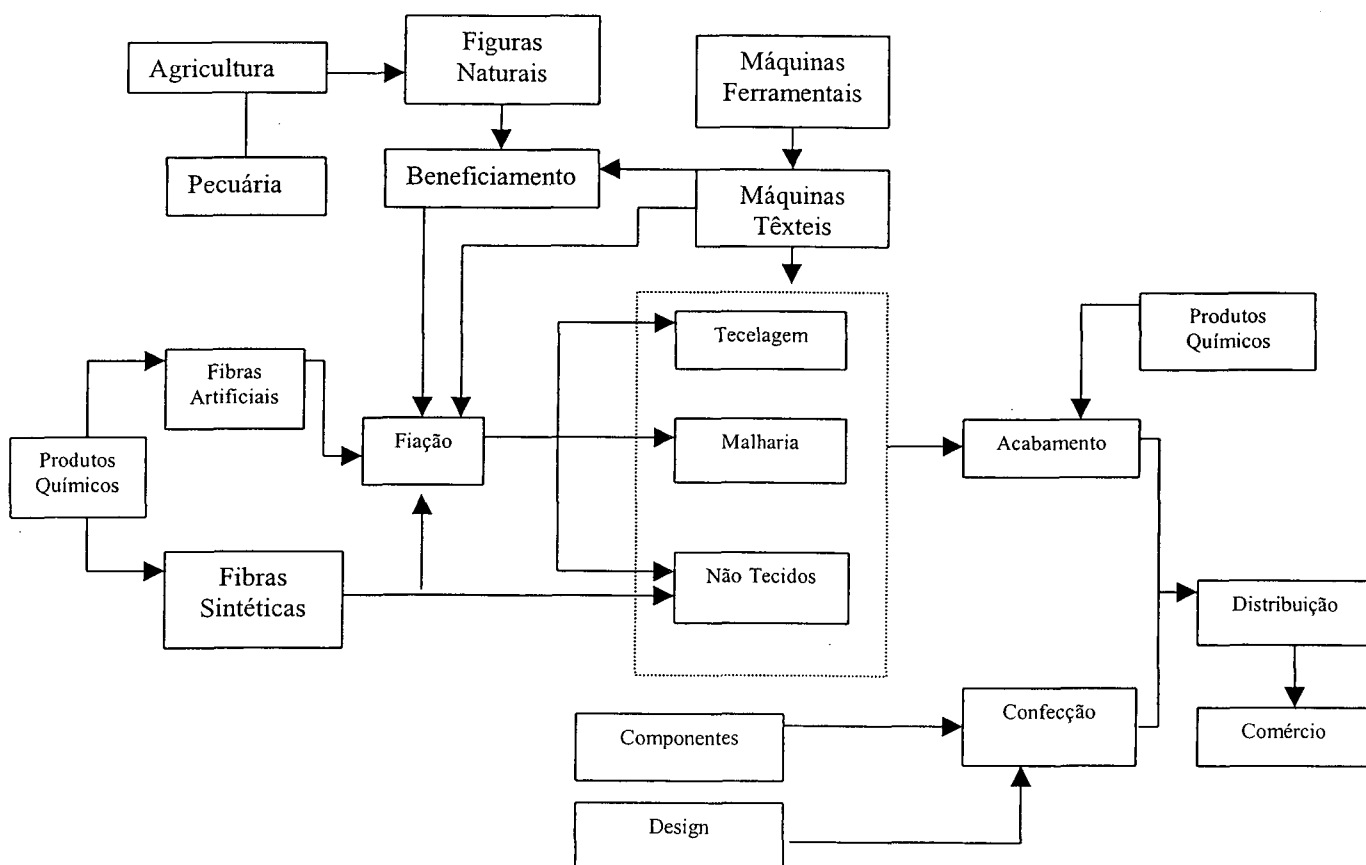 Agricultura
Figuras
Naturais
Máquinas
Ferramentais
Pecuária
Beneficiamento
Máquinas
Têxteis
Tecelagem
Produtos
Químicos
Fibras
Artificiais
Fiação
Malharia
Acabamento
Produtos
Químicos
Fibras
Sintéticas
Não Tecidos
Distribuição
Componentes
Confecção
Comércio
Design